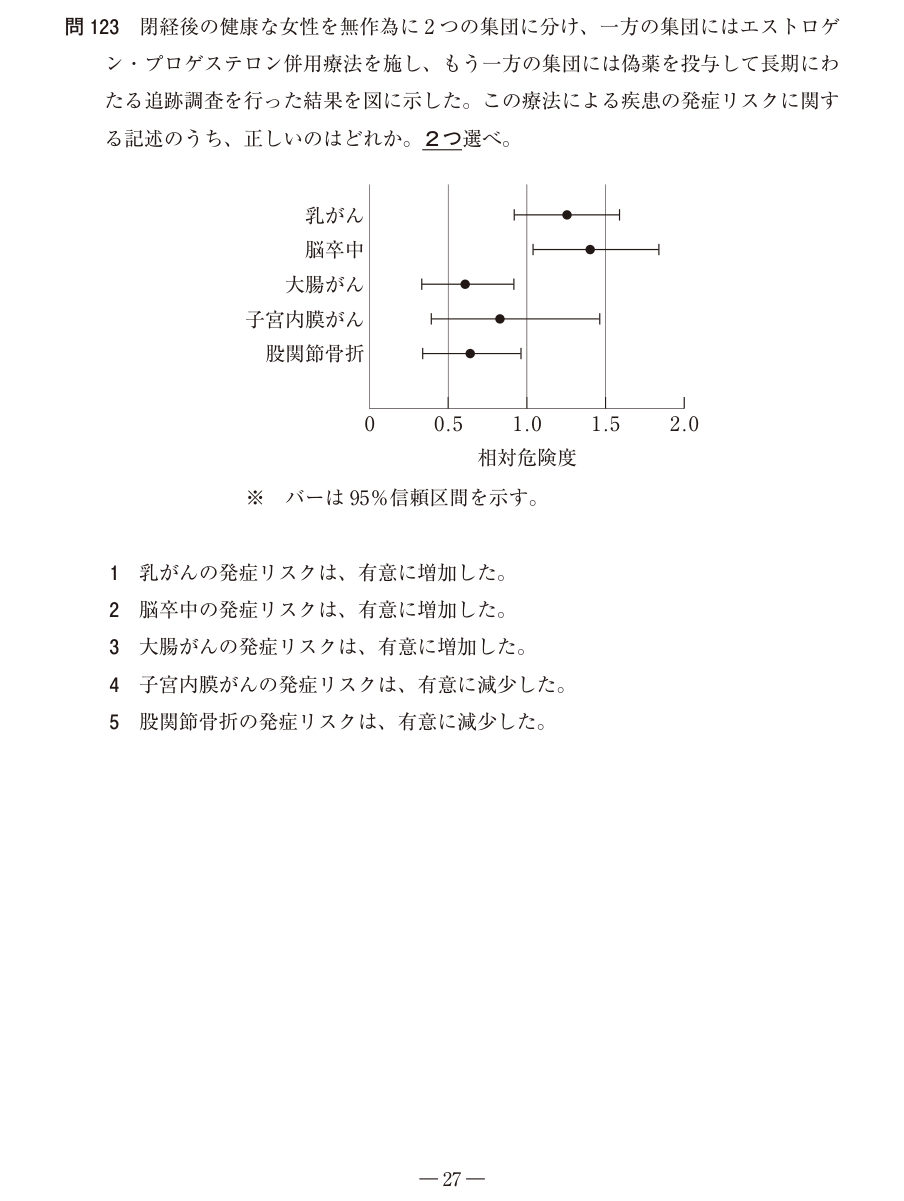 問 123 閉経後の健康な女性を無作為に2つの集団に分け、一方の集団にはエストロゲ
ン・プロゲステロン併用療法を施し、もう一方の集団には偽薬を投与して長期にわ
たる追跡調査を行った結果を図に示した。この療法による疾患の発症リスクに関す
る記述のうち、正しいのはどれか。2つ選べ。
乳がん
脳卒中
大腸がん
子宮内膜がん
股関節骨折
0 0.5 1.0 1.5 2.0
相対危険度
※ バーは 95%信頼区間を示す。
1 乳がんの発症リスクは、有意に増加した。
2 脳卒中の発症リスクは、有意に増加した。
3 大腸がんの発症リスクは、有意に増加した。
4 子宮内膜がんの発症リスクは、有意に減少した。
5 股関節骨折の発症リスクは、有意に減少した。
— 27 —